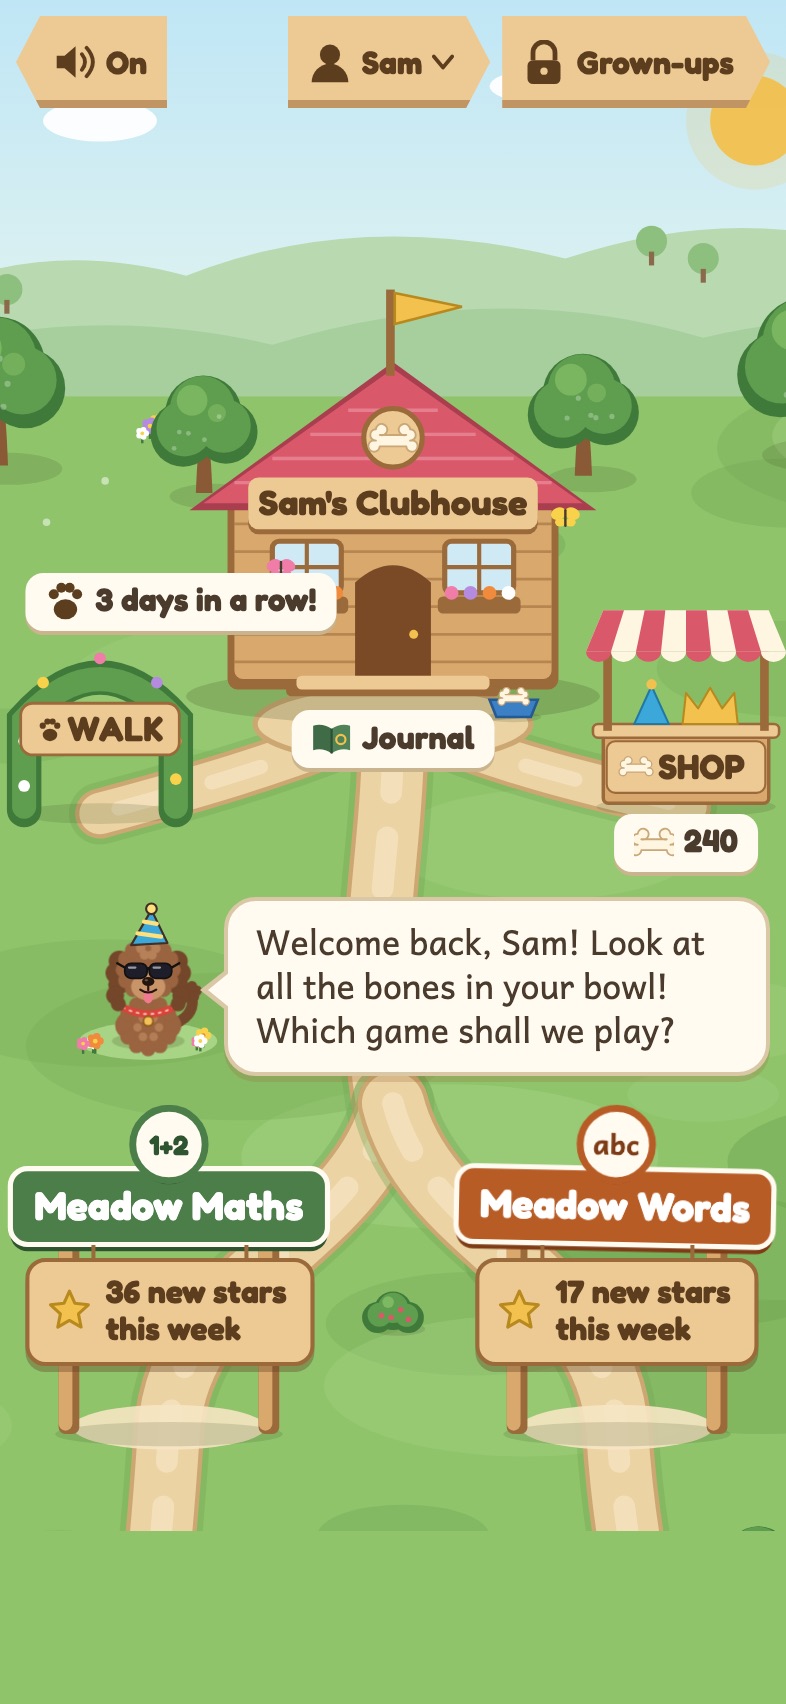 On
Sam
Grown-ups
Sam's Clubhouse
3 days in a row!
WALK
Journal
SHOP
240
Welcome back, Sam! Look at
all the bones in your bowl!
Which game shall we play?
1+2
Meadow Maths
36 new stars
this week
abc
Meadow Words
17 new stars
this week